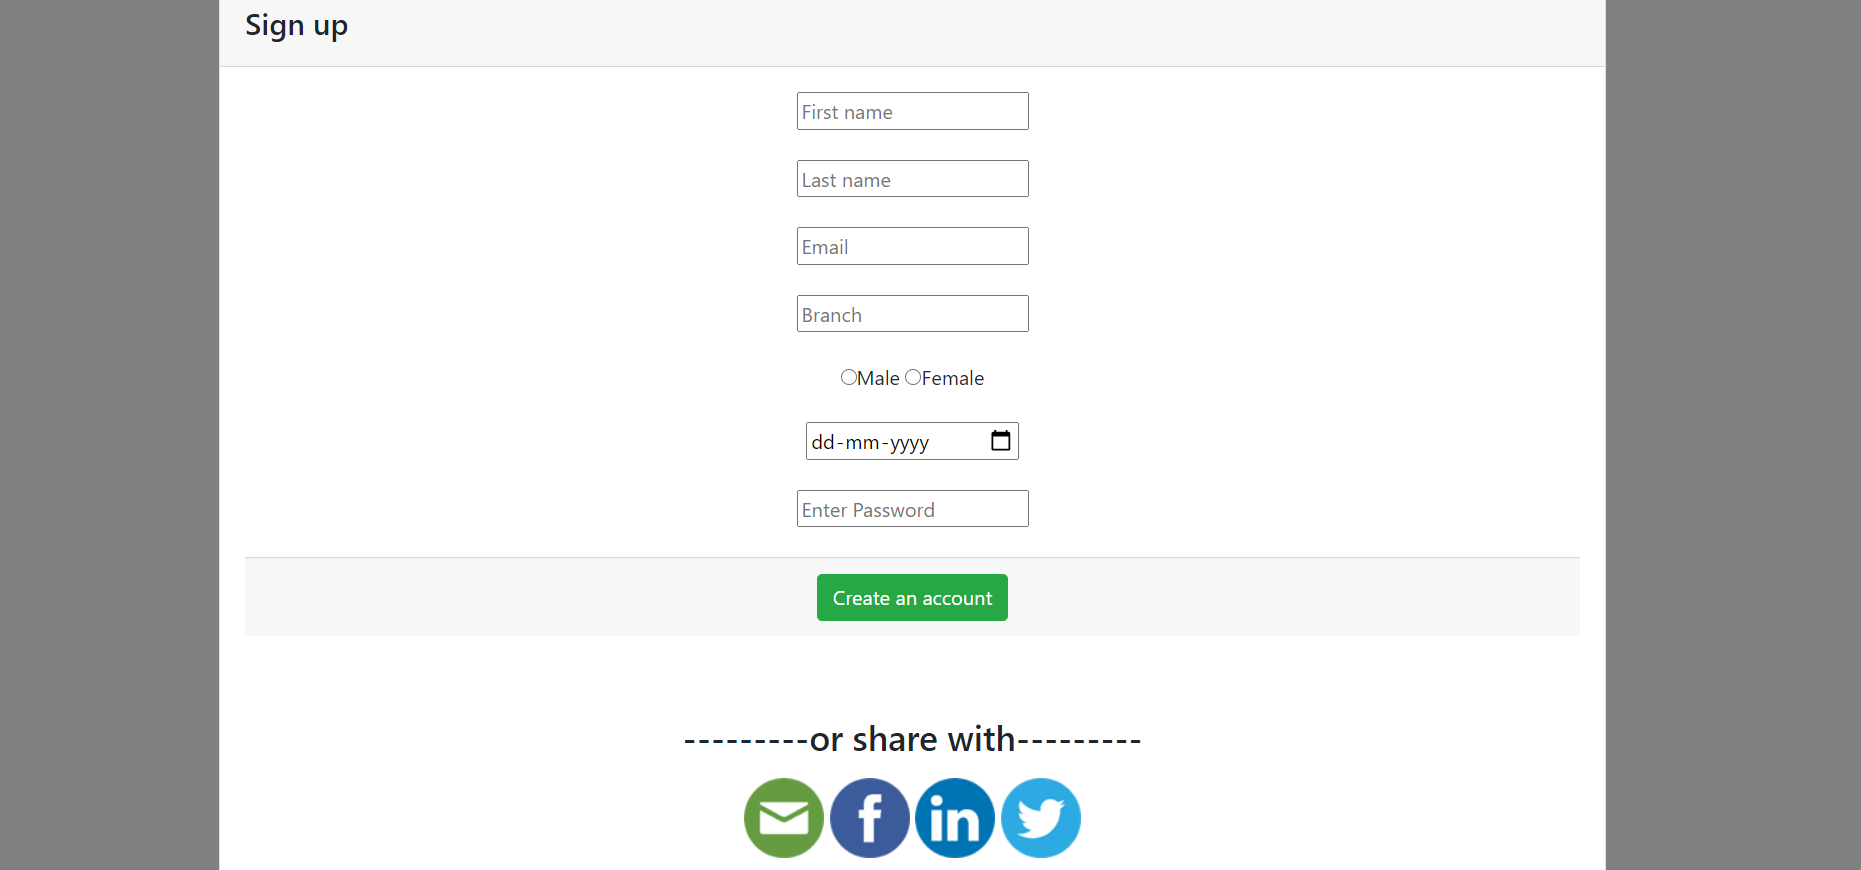 Sign up
First name
Last name
Email
Branch
Male Female
dd-mm-yyyy
Enter Password
Create an account
---------or share with---------
f in